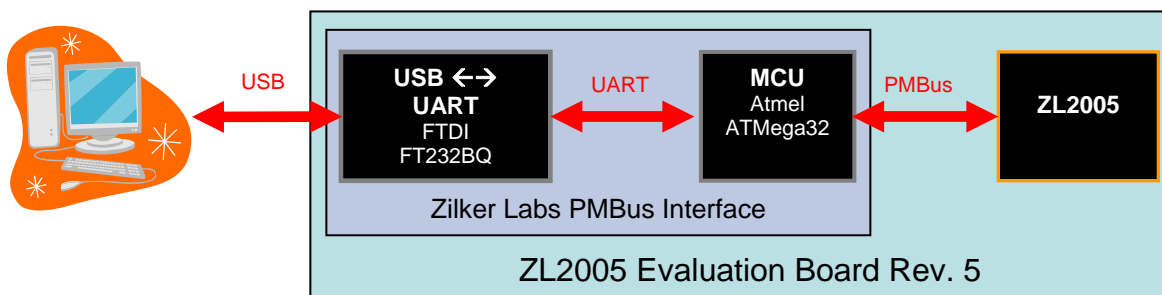 USB
USB ←→
UART
FTDI
FT232BQ
UART
MCU
Atmel
ATMega32
PMBus
ZL2005
Zilker Labs PMBus Interface
ZL2005 Evaluation Board Rev. 5